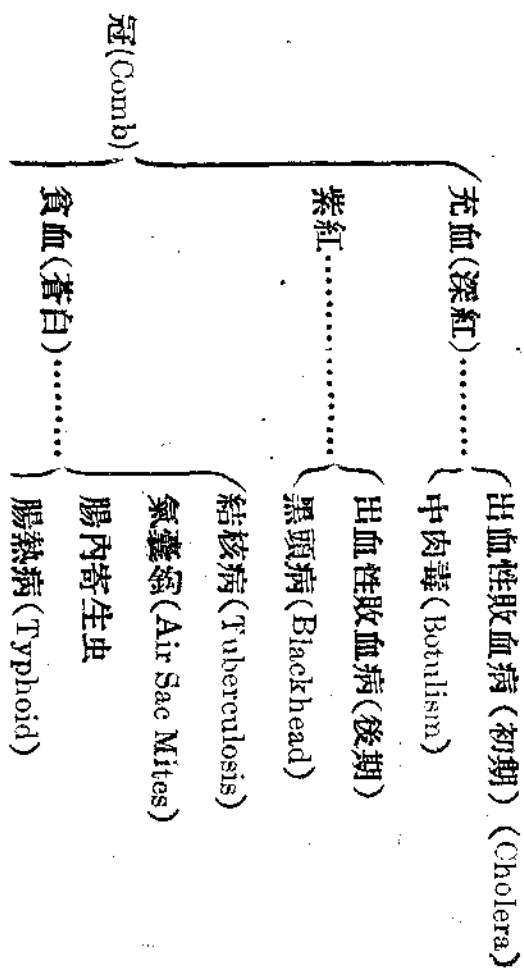 冠(Comb)
充血(深紅)
出血性敗血病(初期) (Cholera)
中肉毒(Botulism)
紫紅
出血性敗血病(後期)
黑頭病(Blackhead)
貧血(蒼白)
結核病(Tuberculosis)
氣囊 (Air Sac Mites)
腸內寄生虫
腸熱病(Typhoid)